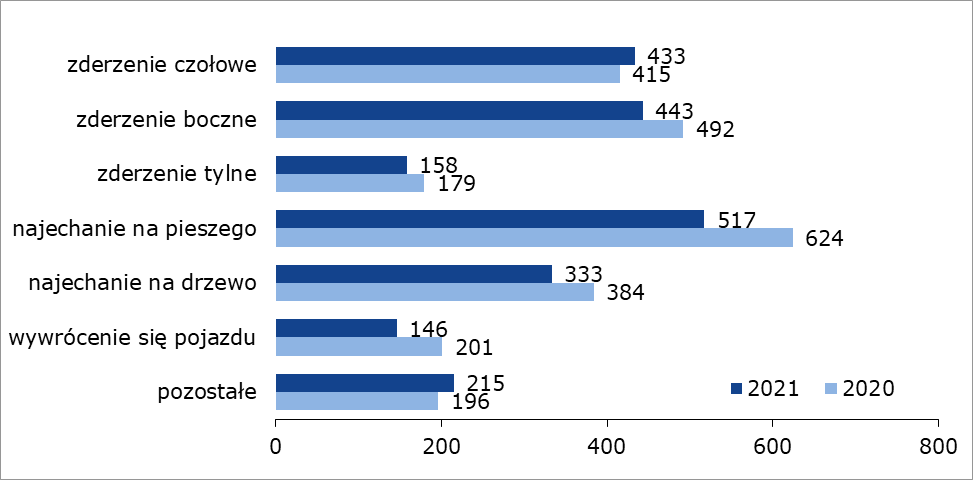 zderzenie czołowe 433
415
zderzenie boczne 443
492
zderzenie tylne 158
179
najechanie na pieszego 517
624
najechanie na drzewo 333
384
wywrócenie się pojazdu 146
201
pozostałe 215
196
2021 2020
0 200 400 600 800